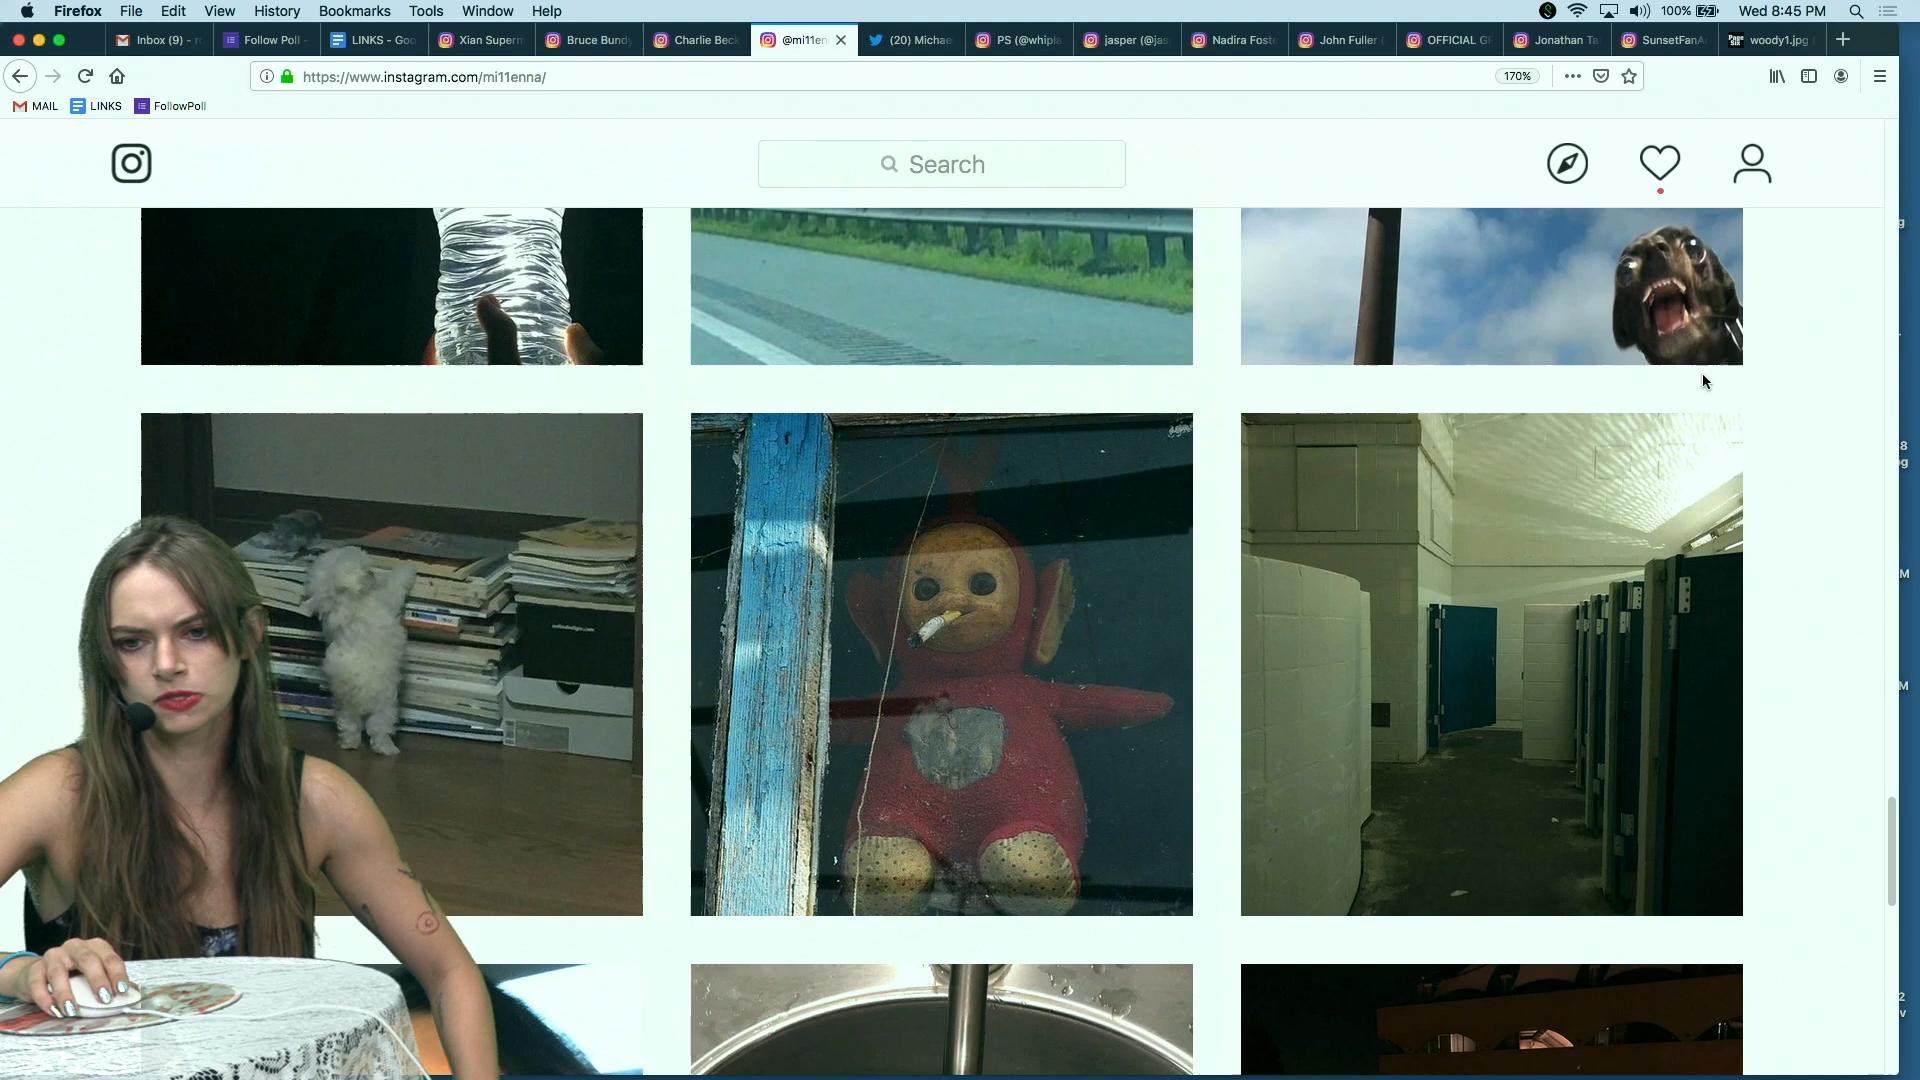 Firefox File Edit View History Bookmarks Tools Window Help 100% Wed 8:45 PM
Inbox (9) - r Follow Poll - LINKS - Goo Xian Superm Bruce Bund Charlie Beck @mi11en (20) Michae PS (@whipla jasper (@jas Nadira Foste John Fuller ( OFFICIAL G Jonathan Ta SunsetFanA woody1.jpg
https://www.instagram.com/mi11enna/ 170%
MAIL LINKS FollowPoll
Search